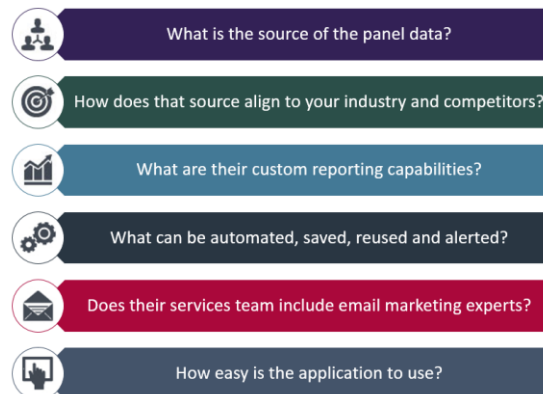 What is the source of the panel data?
How does that source align to your industry and competitors?
What are their custom reporting capabilities?
What can be automated, saved, reused and alerted?
Does their services team include email marketing experts?
How easy is the application to use?